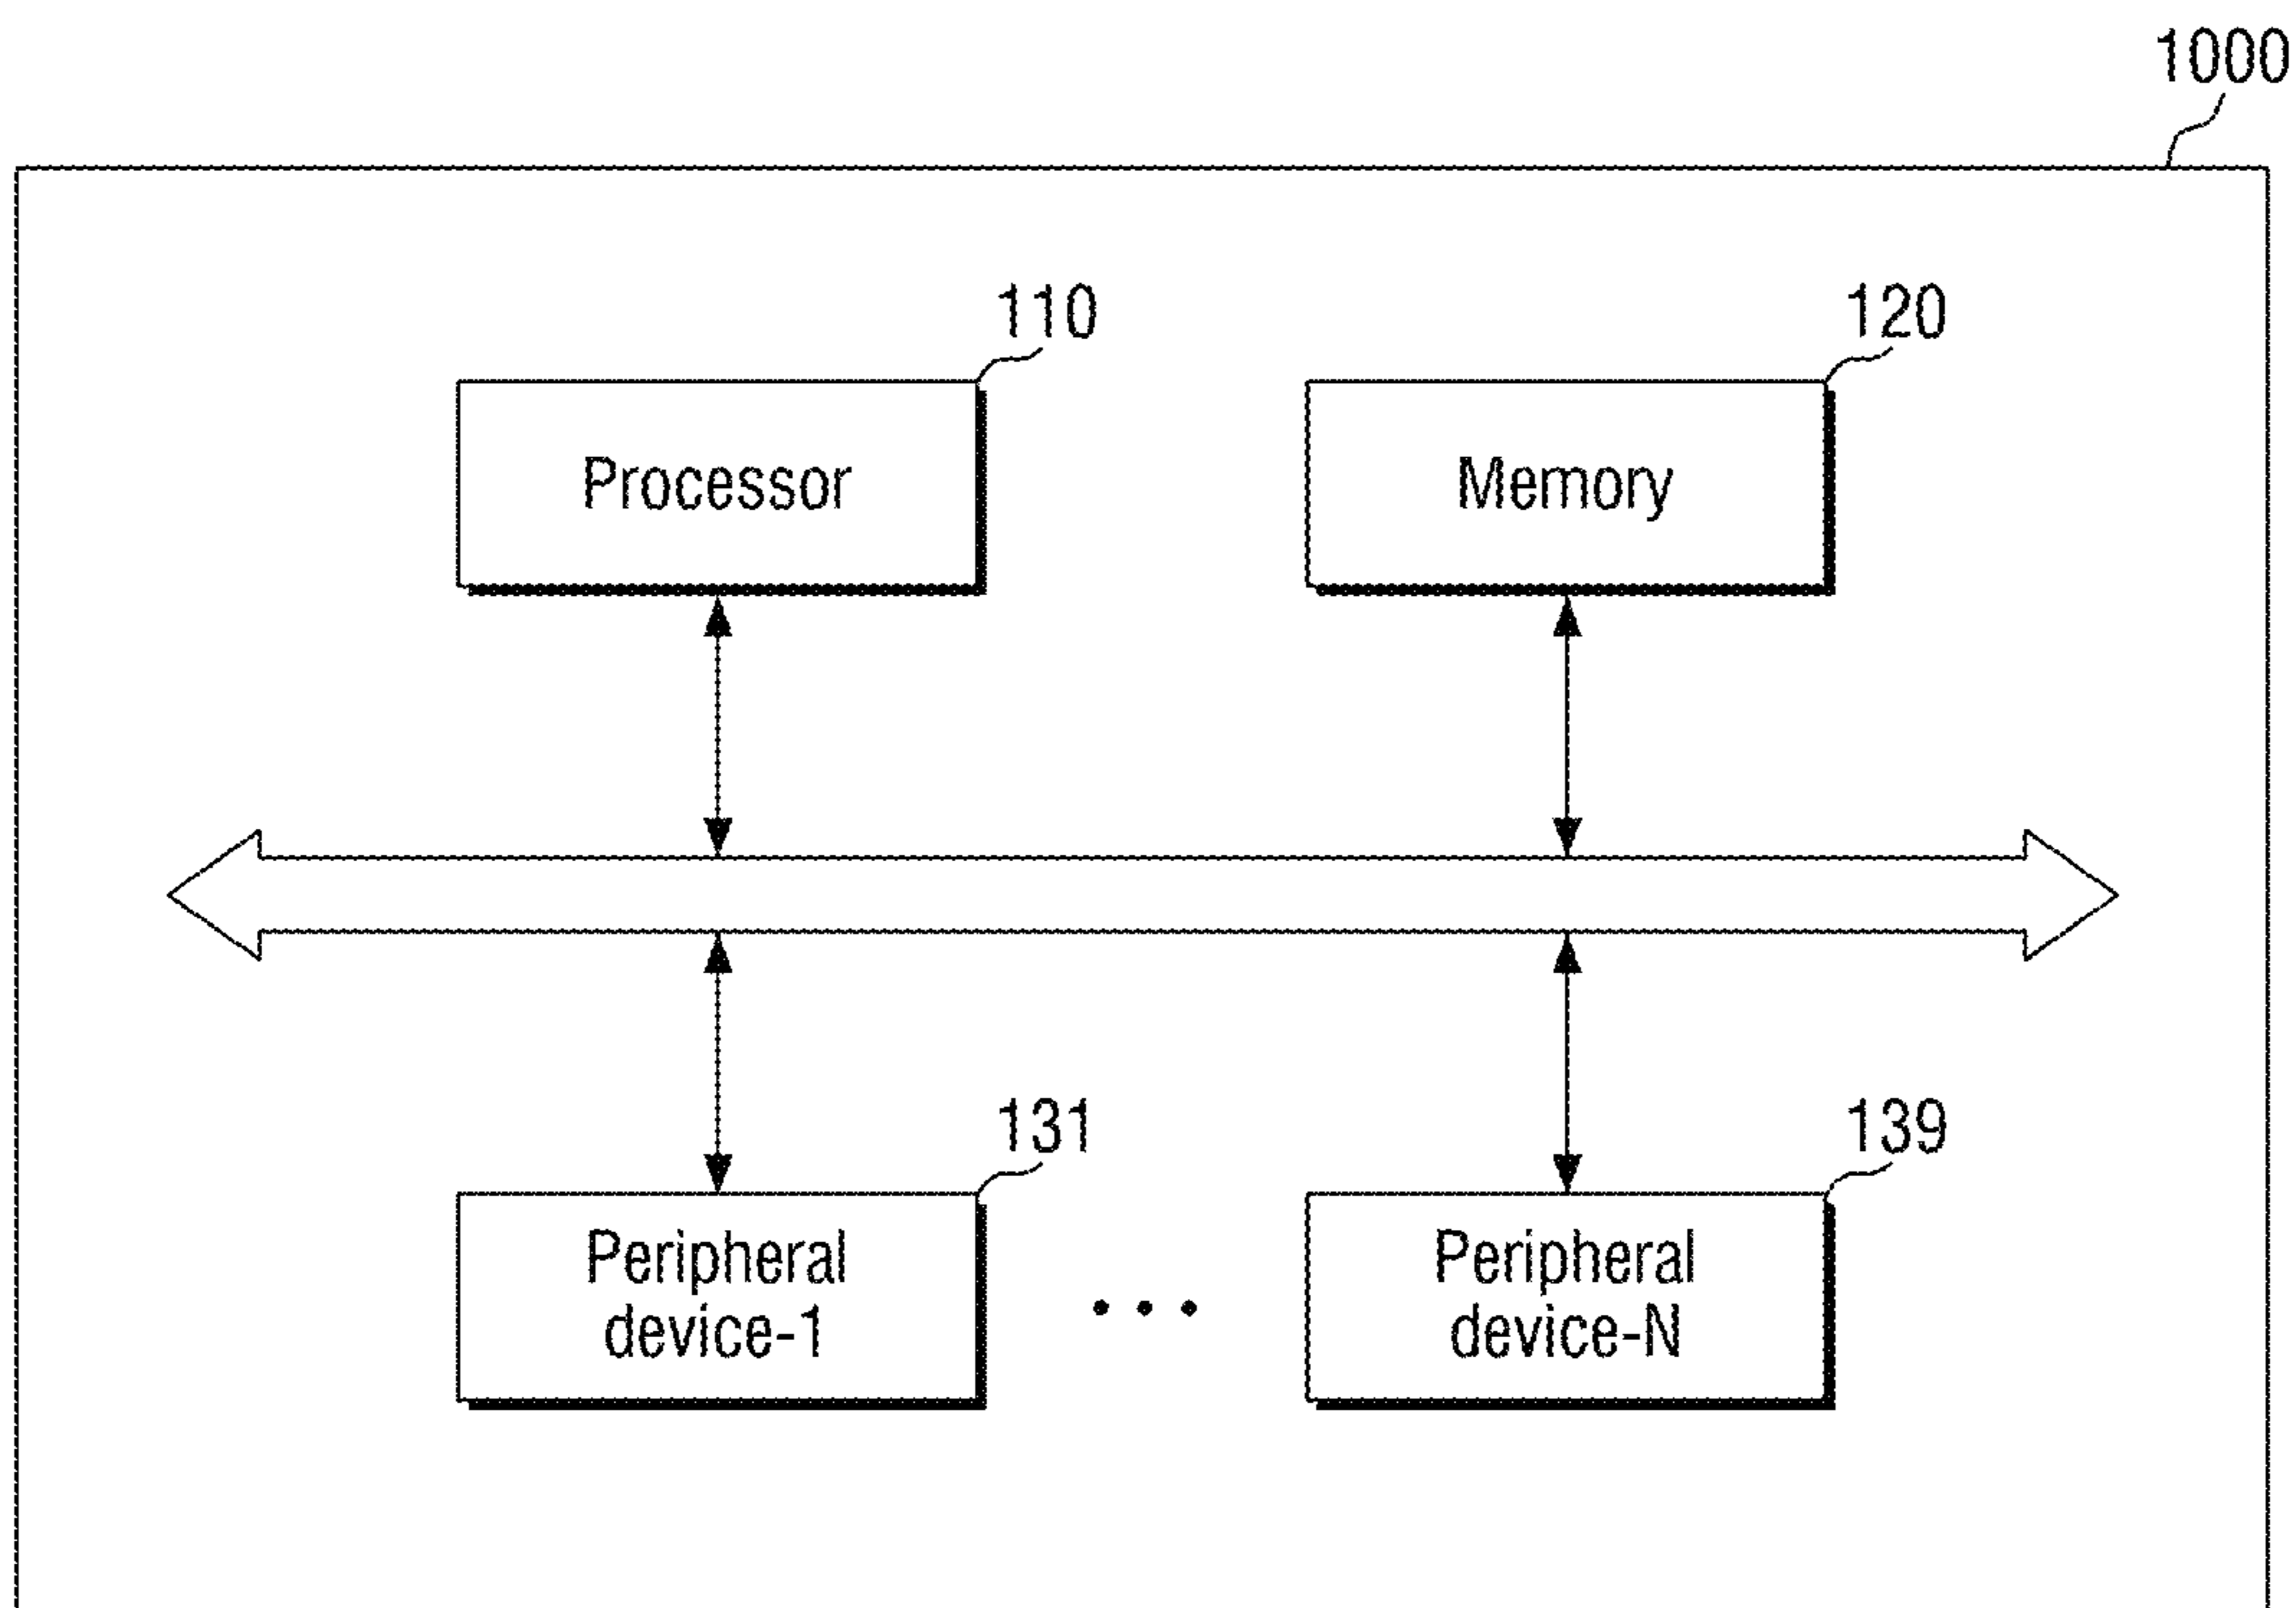 1000
110
120
Processor
Memory
131
139
Peripheral
device-1
• • •
Peripheral
device-N